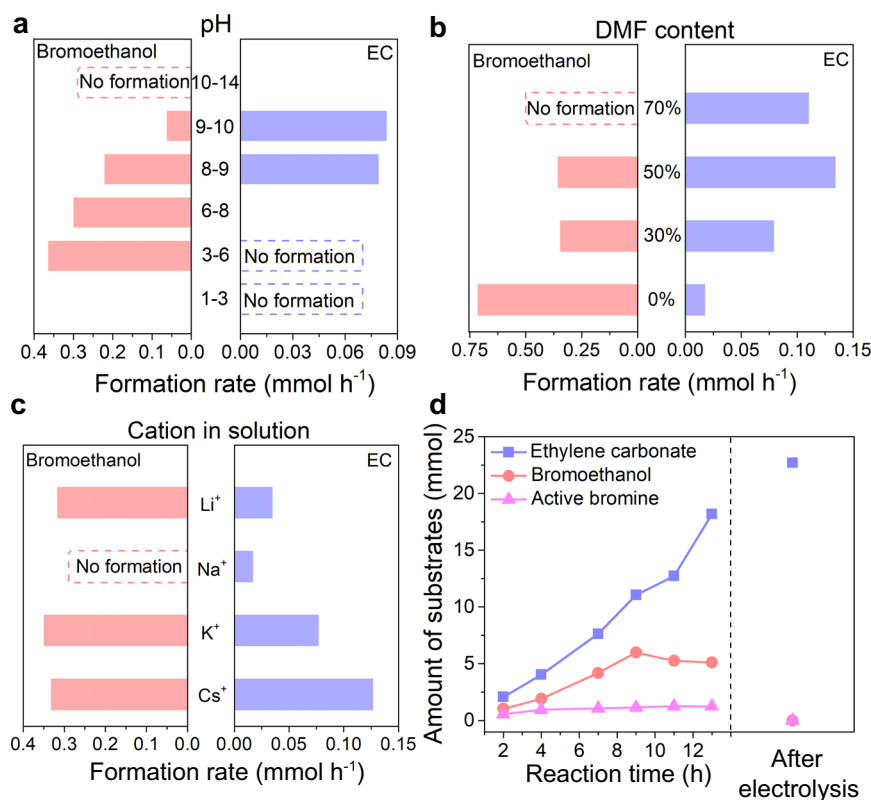 a
pH
Bromoethanol
EC
No formation 10-14
9-10
8-9
6-8
3-6 No formation
1-3 No formation
0.4 0.3 0.2 0.1 0.0 0.00 0.03 0.06 0.09
Formation rate (mmol h⁻¹)
b
DMF content
Bromoethanol
EC
No formation 70%
50%
30%
0%
0.75 0.50 0.25 0.00 0.00 0.05 0.10 0.15
Formation rate (mmol h⁻¹)
c
Cation in solution
Bromoethanol
EC
Li⁺
No formation Na⁺
K⁺
Cs⁺
0.4 0.3 0.2 0.1 0.0 0.00 0.05 0.10 0.15
Formation rate (mmol h⁻¹)
d
Amount of substrates (mmol)
25
20
15
10
5
0
Ethylene carbonate
Bromoethanol
Active bromine
2 4 6 8 10 12
Reaction time (h)
After
electrolysis